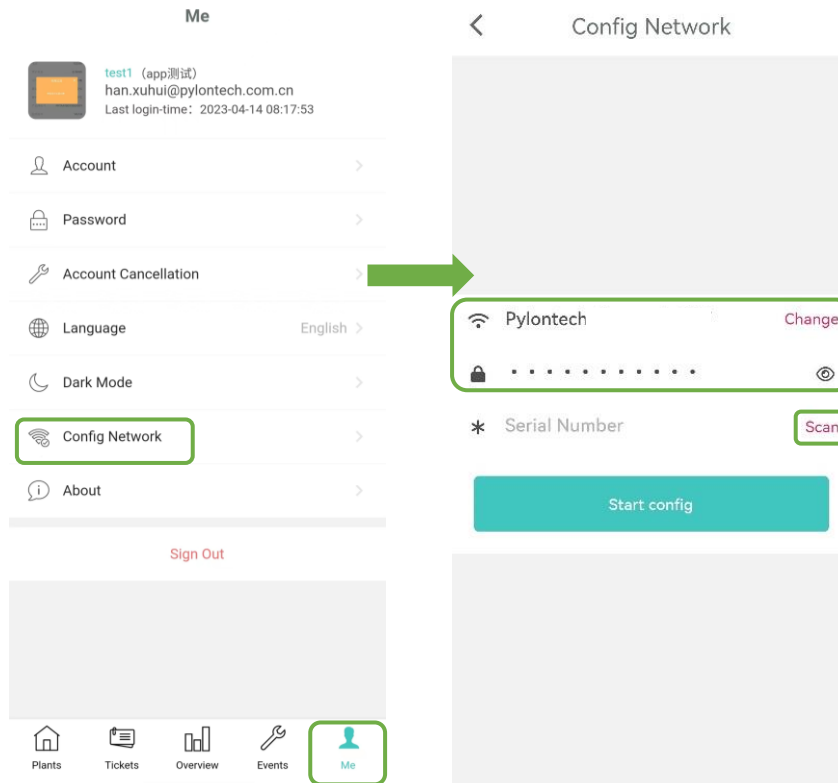 Me
test1（app测试）
han.xuhui@pylontech.com.cn
Last login-time：2023-04-14 08:17:53
Account
Password
Account Cancellation
Language English
Dark Mode
Config Network
About
Sign Out
Plants Tickets Overview Events Me
Config Network
Pylontech Change
Serial Number Scan
Start config